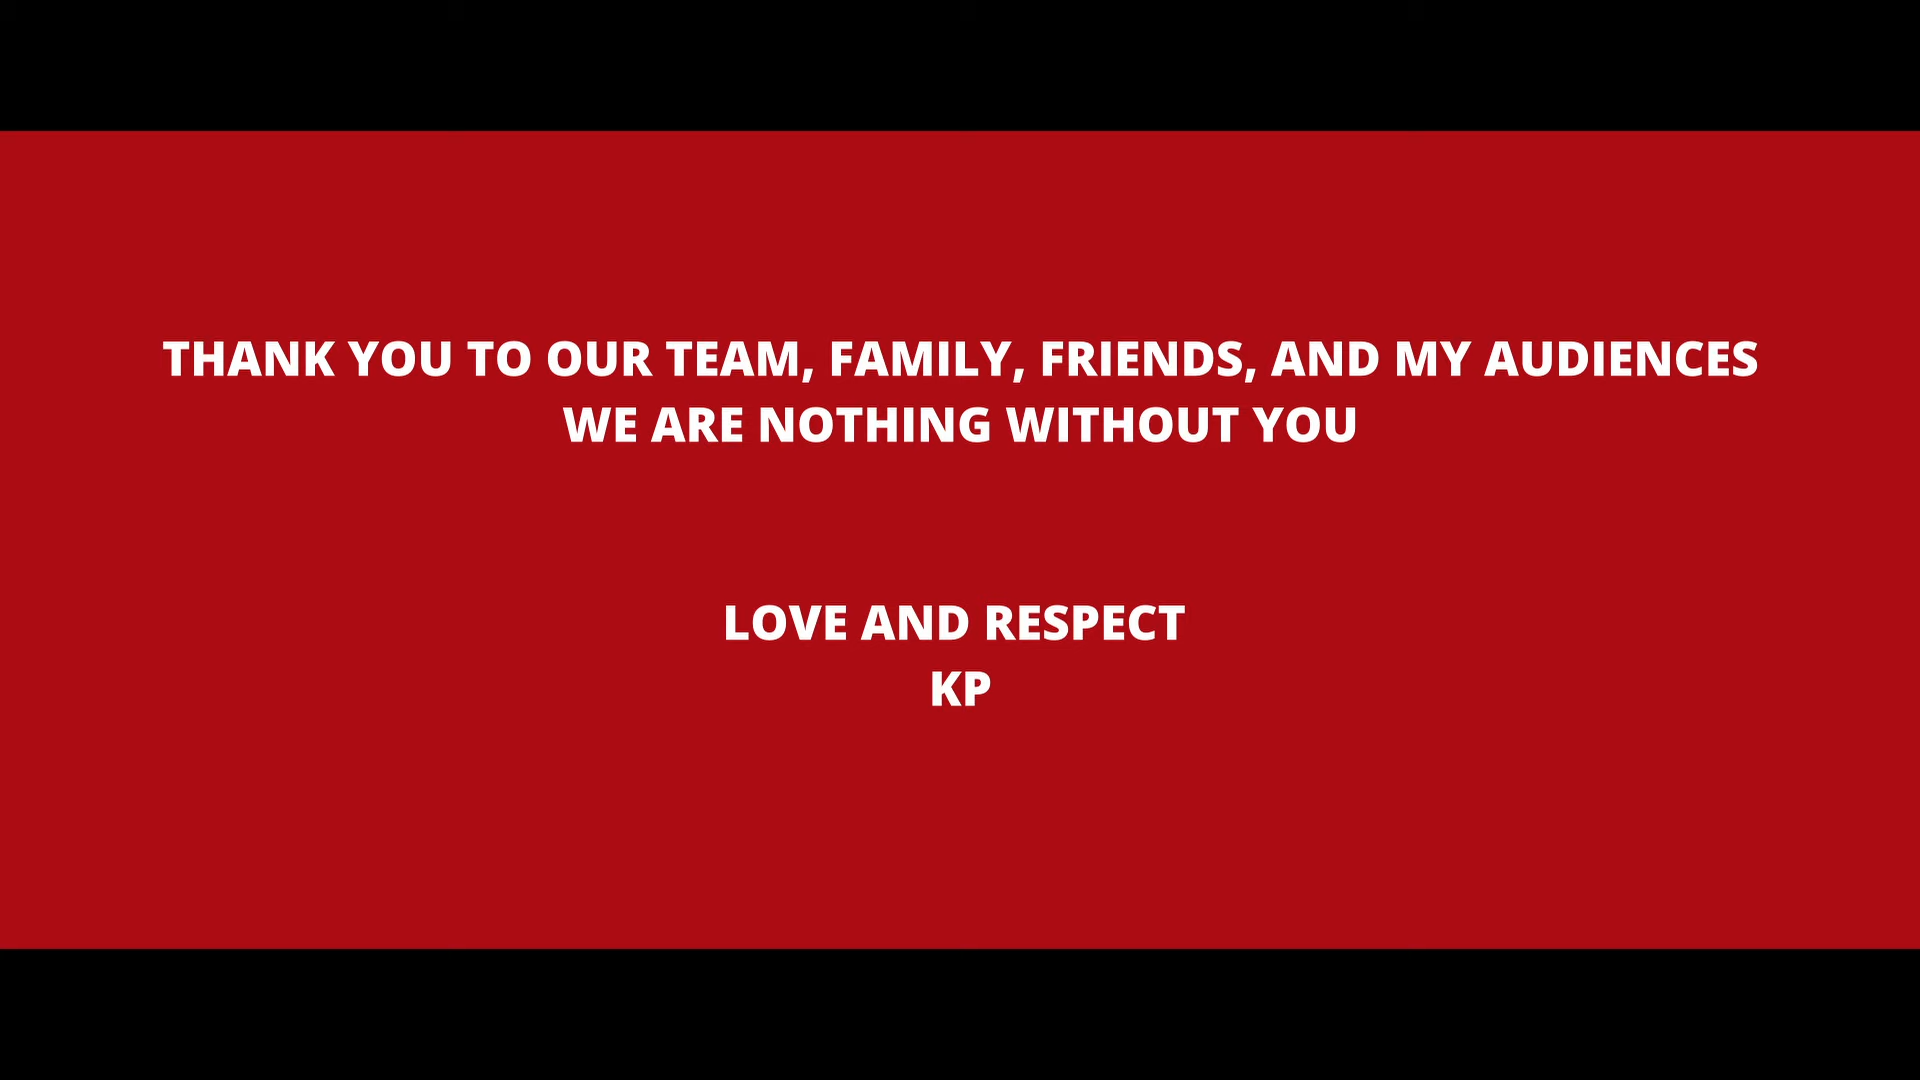 THANK YOU TO OUR TEAM, FAMILY, FRIENDS, AND MY AUDIENCES
WE ARE NOTHING WITHOUT YOU
LOVE AND RESPECT
KP